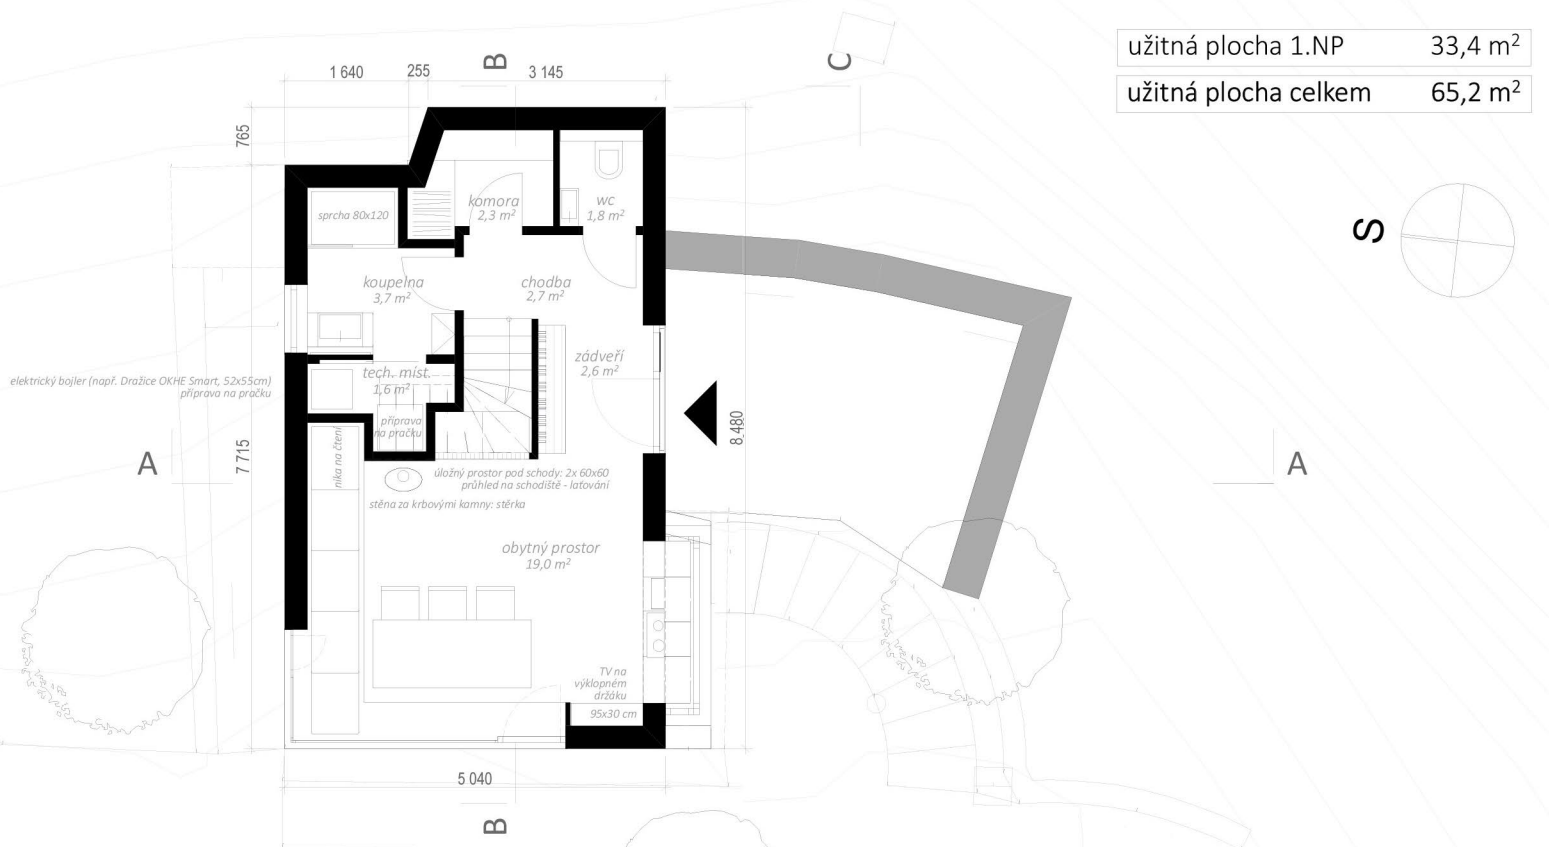 užitná plocha 1.NP 33,4 m²
užitná plocha celkem 65,2 m²
B
C
1 640
255
3 145
765
komora
2,3 m²
wc
1,8 m²
sprcha 80x120
S
koupelna
3,7 m²
chodba
2,7 m²
zádveří
2,6 m²
tech. míst.
1,6 m²
elektrický bojler (např. Dražice OKHE Smart, 52x55cm)
příprava na pračku
příprava
na pračku
8 480
7 715
A
A
nika na čtení
úložný prostor pod schody: 2x 60x60
průhled na schodiště - laťování
stěna za krbovými kamny: stěrka
obytný prostor
19,0 m²
TV na
výklopném
držáku
95x30 cm
5 040
B